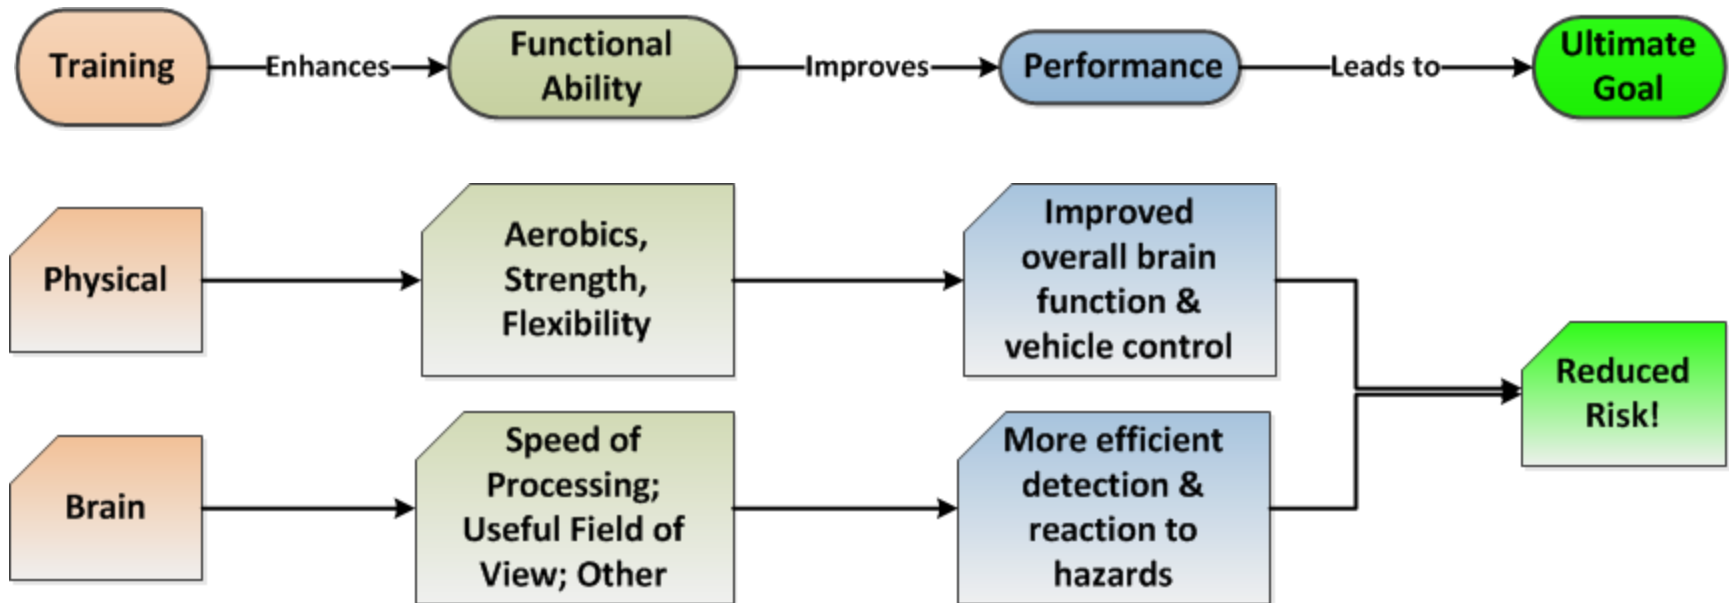 Training
Enhances
Functional
Ability
Improves
Performance
Leads to
Ultimate
Goal
Physical
Aerobics,
Strength,
Flexibility
Improved
overall brain
function &
vehicle control
Reduced
Risk!
Brain
Speed of
Processing;
Useful Field of
View; Other
More efficient
detection &
reaction to
hazards